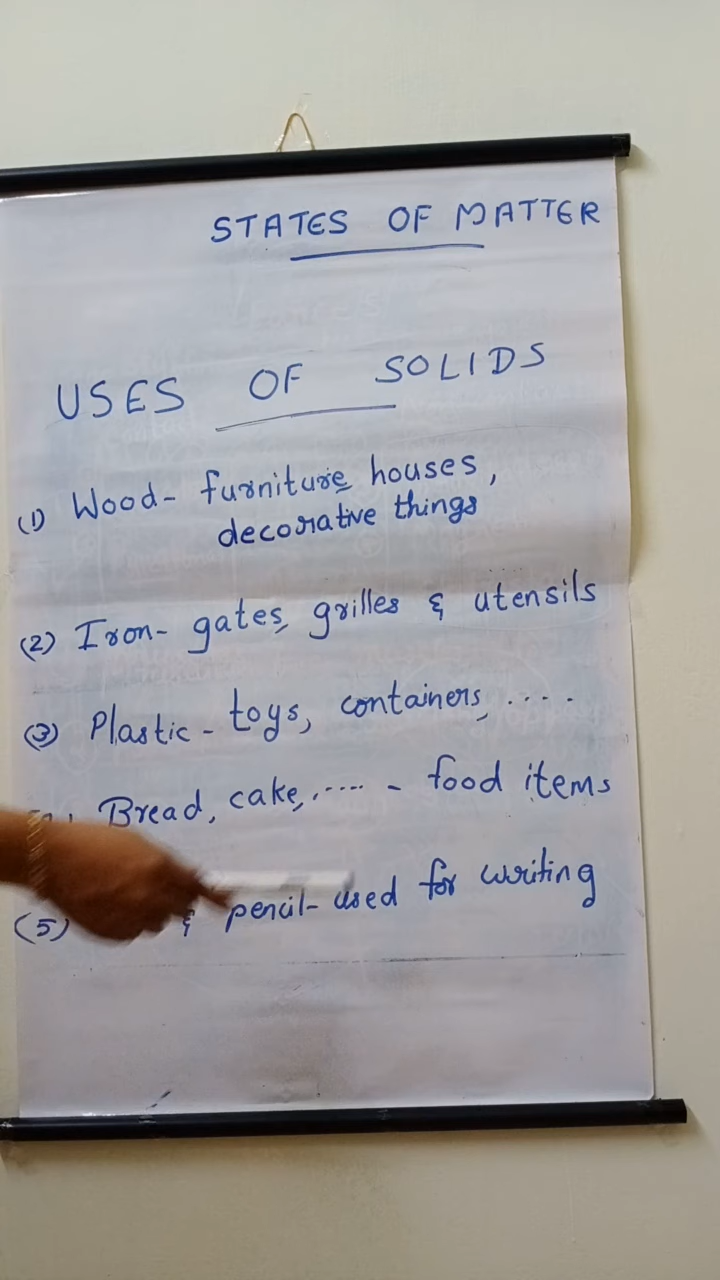 STATES OF MATTER
USES OF SOLIDS
(1) Wood- furniture, houses,
decorative things
(2) Iron- gates, grilles & utensils
(3) Plastic - toys, containers, ....
Bread, cake, ..... - food items
(5) & pencil- used for writing